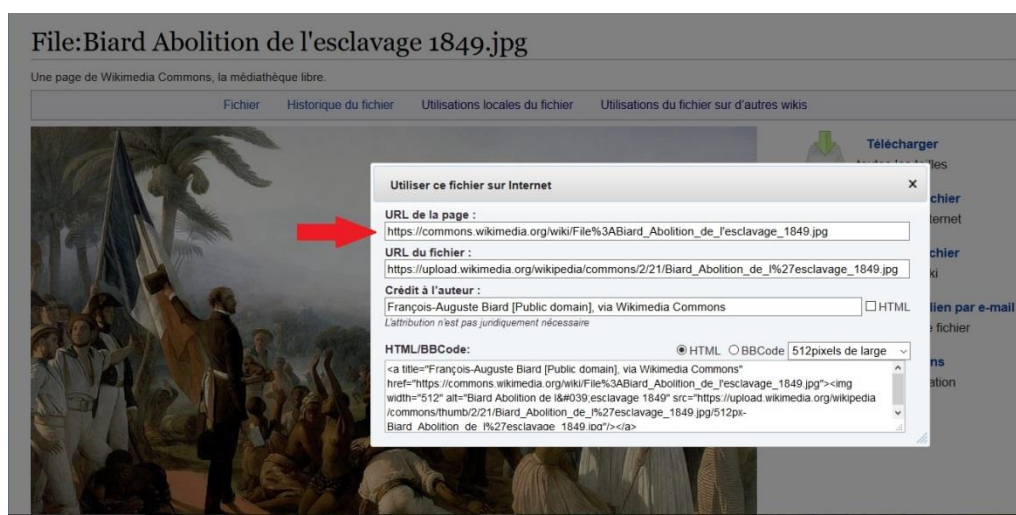 File:Biard Abolition de l'esclavage 1849.jpg
Une page de Wikimedia Commons, la médiathèque libre.
Fichier Historique du fichier Utilisations locales du fichier Utilisations du fichier sur d'autres wikis
Télécharger
Utiliser ce fichier sur Internet x
chier
ternet
URL de la page :
https://commons.wikimedia.org/wiki/File%3ABiard_Abolition_de_l'esclavage_1849.jpg
URL du fichier :
chier
https://upload.wikimedia.org/wikipedia/commons/2/21/Biard_Abolition_de_l%27esclavage_1849.jpg
ki
Crédit à l'auteur :
François-Auguste Biard [Public domain], via Wikimedia Commons HTML
lien par e-mail
L'attribution n'est pas juridiquement nécessaire
fichier
HTML/BBCode: HTML BBCode 512pixels de large
ns
<a title="François-Auguste Biard [Public domain], via Wikimedia Commons"
href="https://commons.wikimedia.org/wiki/File%3ABiard_Abolition_de_l'esclavage_1849.jpg"><img
ation
width="512" alt="Biard Abolition de l&#039;esclavage 1849" src="https://upload.wikimedia.org/wikipedia
/commons/thumb/2/21/Biard_Abolition_de_l%27esclavage_1849.jpg/512px-
Biard_Abolition_de_l%27esclavage_1849.jpg"/></a>